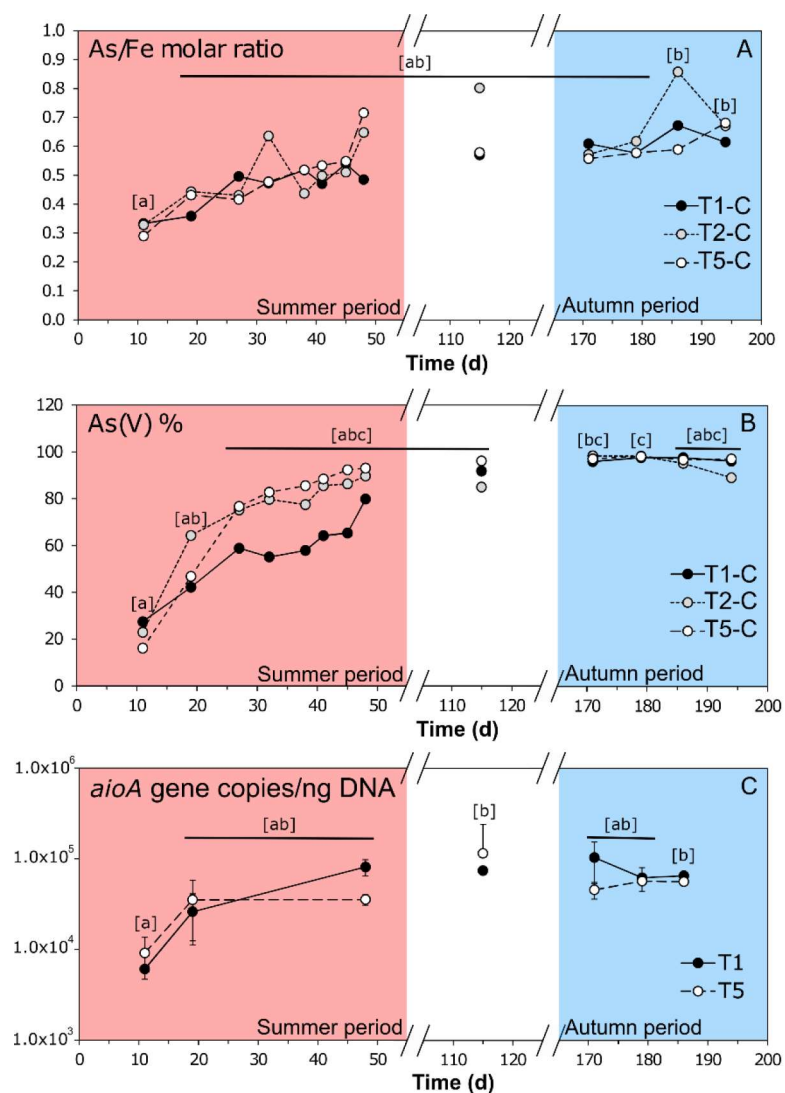 As/Fe molar ratio
A
1.0
0.9
0.8
0.7
0.6
0.5
0.4
0.3
0.2
0.1
0.0
[a]
[ab]
[b]
[b]
T1-C
T2-C
T5-C
Summer period
Autumn period
0 10 20 30 40 50 110 120 170 180 190 200
Time (d)
As(V) %
B
120
100
80
60
40
20
0
[a]
[ab]
[abc]
[bc]
[c]
[abc]
T1-C
T2-C
T5-C
Summer period
Autumn period
0 10 20 30 40 50 110 120 170 180 190 200
Time (d)
aioA gene copies/ng DNA
C
1.0x10⁶
1.0x10⁵
1.0x10⁴
1.0x10³
[a]
[ab]
[b]
[ab]
[b]
T1
T5
Summer period
Autumn period
0 10 20 30 40 50 110 120 170 180 190 200
Time (d)